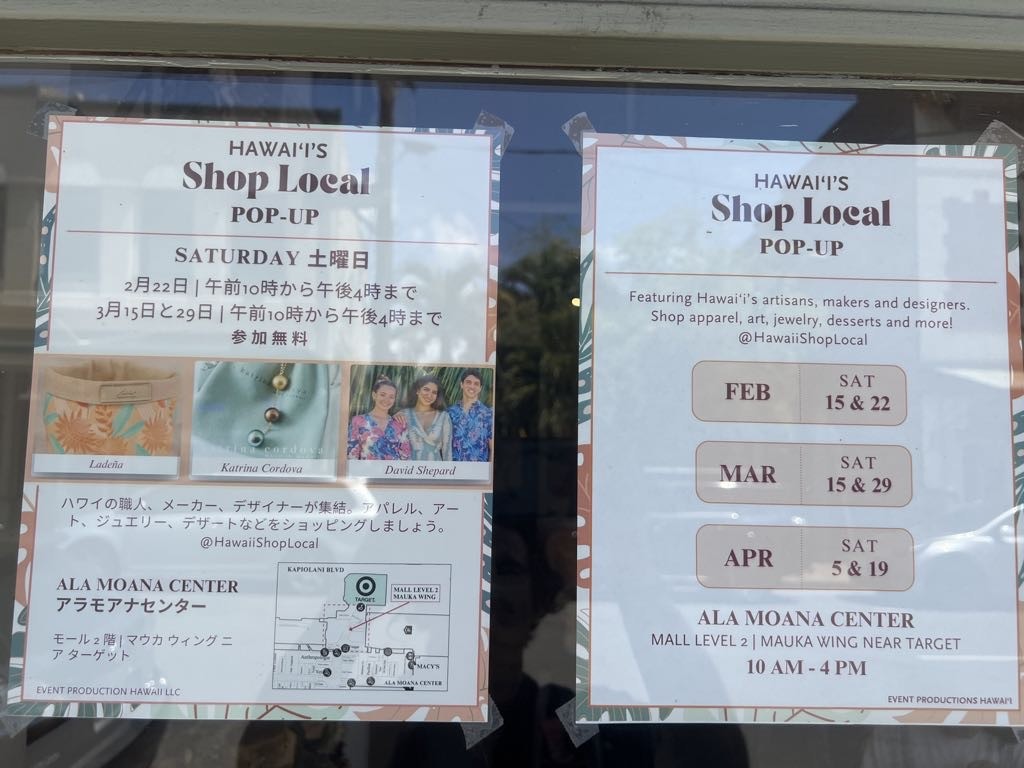 HAWAIʻI'S
Shop Local
POP-UP
SATURDAY 土曜日
2月22日 | 午前10時から午後4時まで
3月15日と29日 | 午前10時から午後4時まで
参加無料
Ladeña
Katrina Cordova
David Shepard
ハワイの職人、メーカー、デザイナーが集結。アパレル、アー
ト、ジュエリー、デザートなどをショッピングしましょう。
@HawaiiShopLocal
ALA MOANA CENTER
アラモアナセンター
モール 2 階 | マウカ ウィング ニ
ア ターゲット
KAPIOLANI BLVD
TARGET
MALL LEVEL 2
MAUKA WING
Anthropologie
MACY'S
ALA MOANA CENTER
EVENT PRODUCTION HAWAII LLC
HAWAIʻI'S
Shop Local
POP-UP
Featuring Hawaiʻi's artisans, makers and designers.
Shop apparel, art, jewelry, desserts and more!
@HawaiiShopLocal
FEB
SAT
15 & 22
MAR
SAT
15 & 29
APR
SAT
5 & 19
ALA MOANA CENTER
MALL LEVEL 2 | MAUKA WING NEAR TARGET
10 AM - 4 PM
EVENT PRODUCTIONS HAWAIʻI